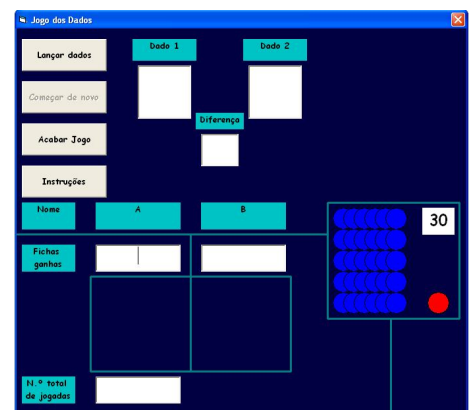 Jogo dos Dados
Lançar dados
Dado 1
Dado 2
Começar de novo
Diferença
Acabar Jogo
Instruções
Nome
A
B
30
Fichas
ganhas
N.º total
de jogadas